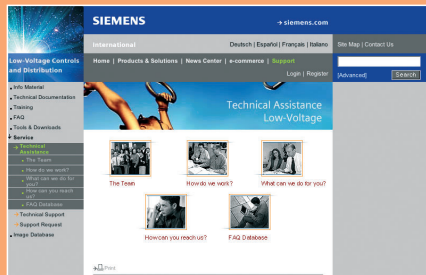 SIEMENS
→ siemens.com
International
Deutsch | Español | Français | Italiano
Site Map | Contact Us
Low-Voltage Controls
and Distribution
Home | Products & Solutions | News Center | e-commerce | Support
Login | Register
[Advanced]
Search
Info Material
Technical Documentation
Training
FAQ
Tools & Downloads
Service
Technical
Assistance
The Team
How do we work?
What can we do for
you?
How can you reach
us?
FAQ Database
Technical Support
Support Request
Image Database
Technical Assistance
Low-Voltage
The Team
How do we work?
What can we do for you?
How can you reach us?
FAQ Database
Print